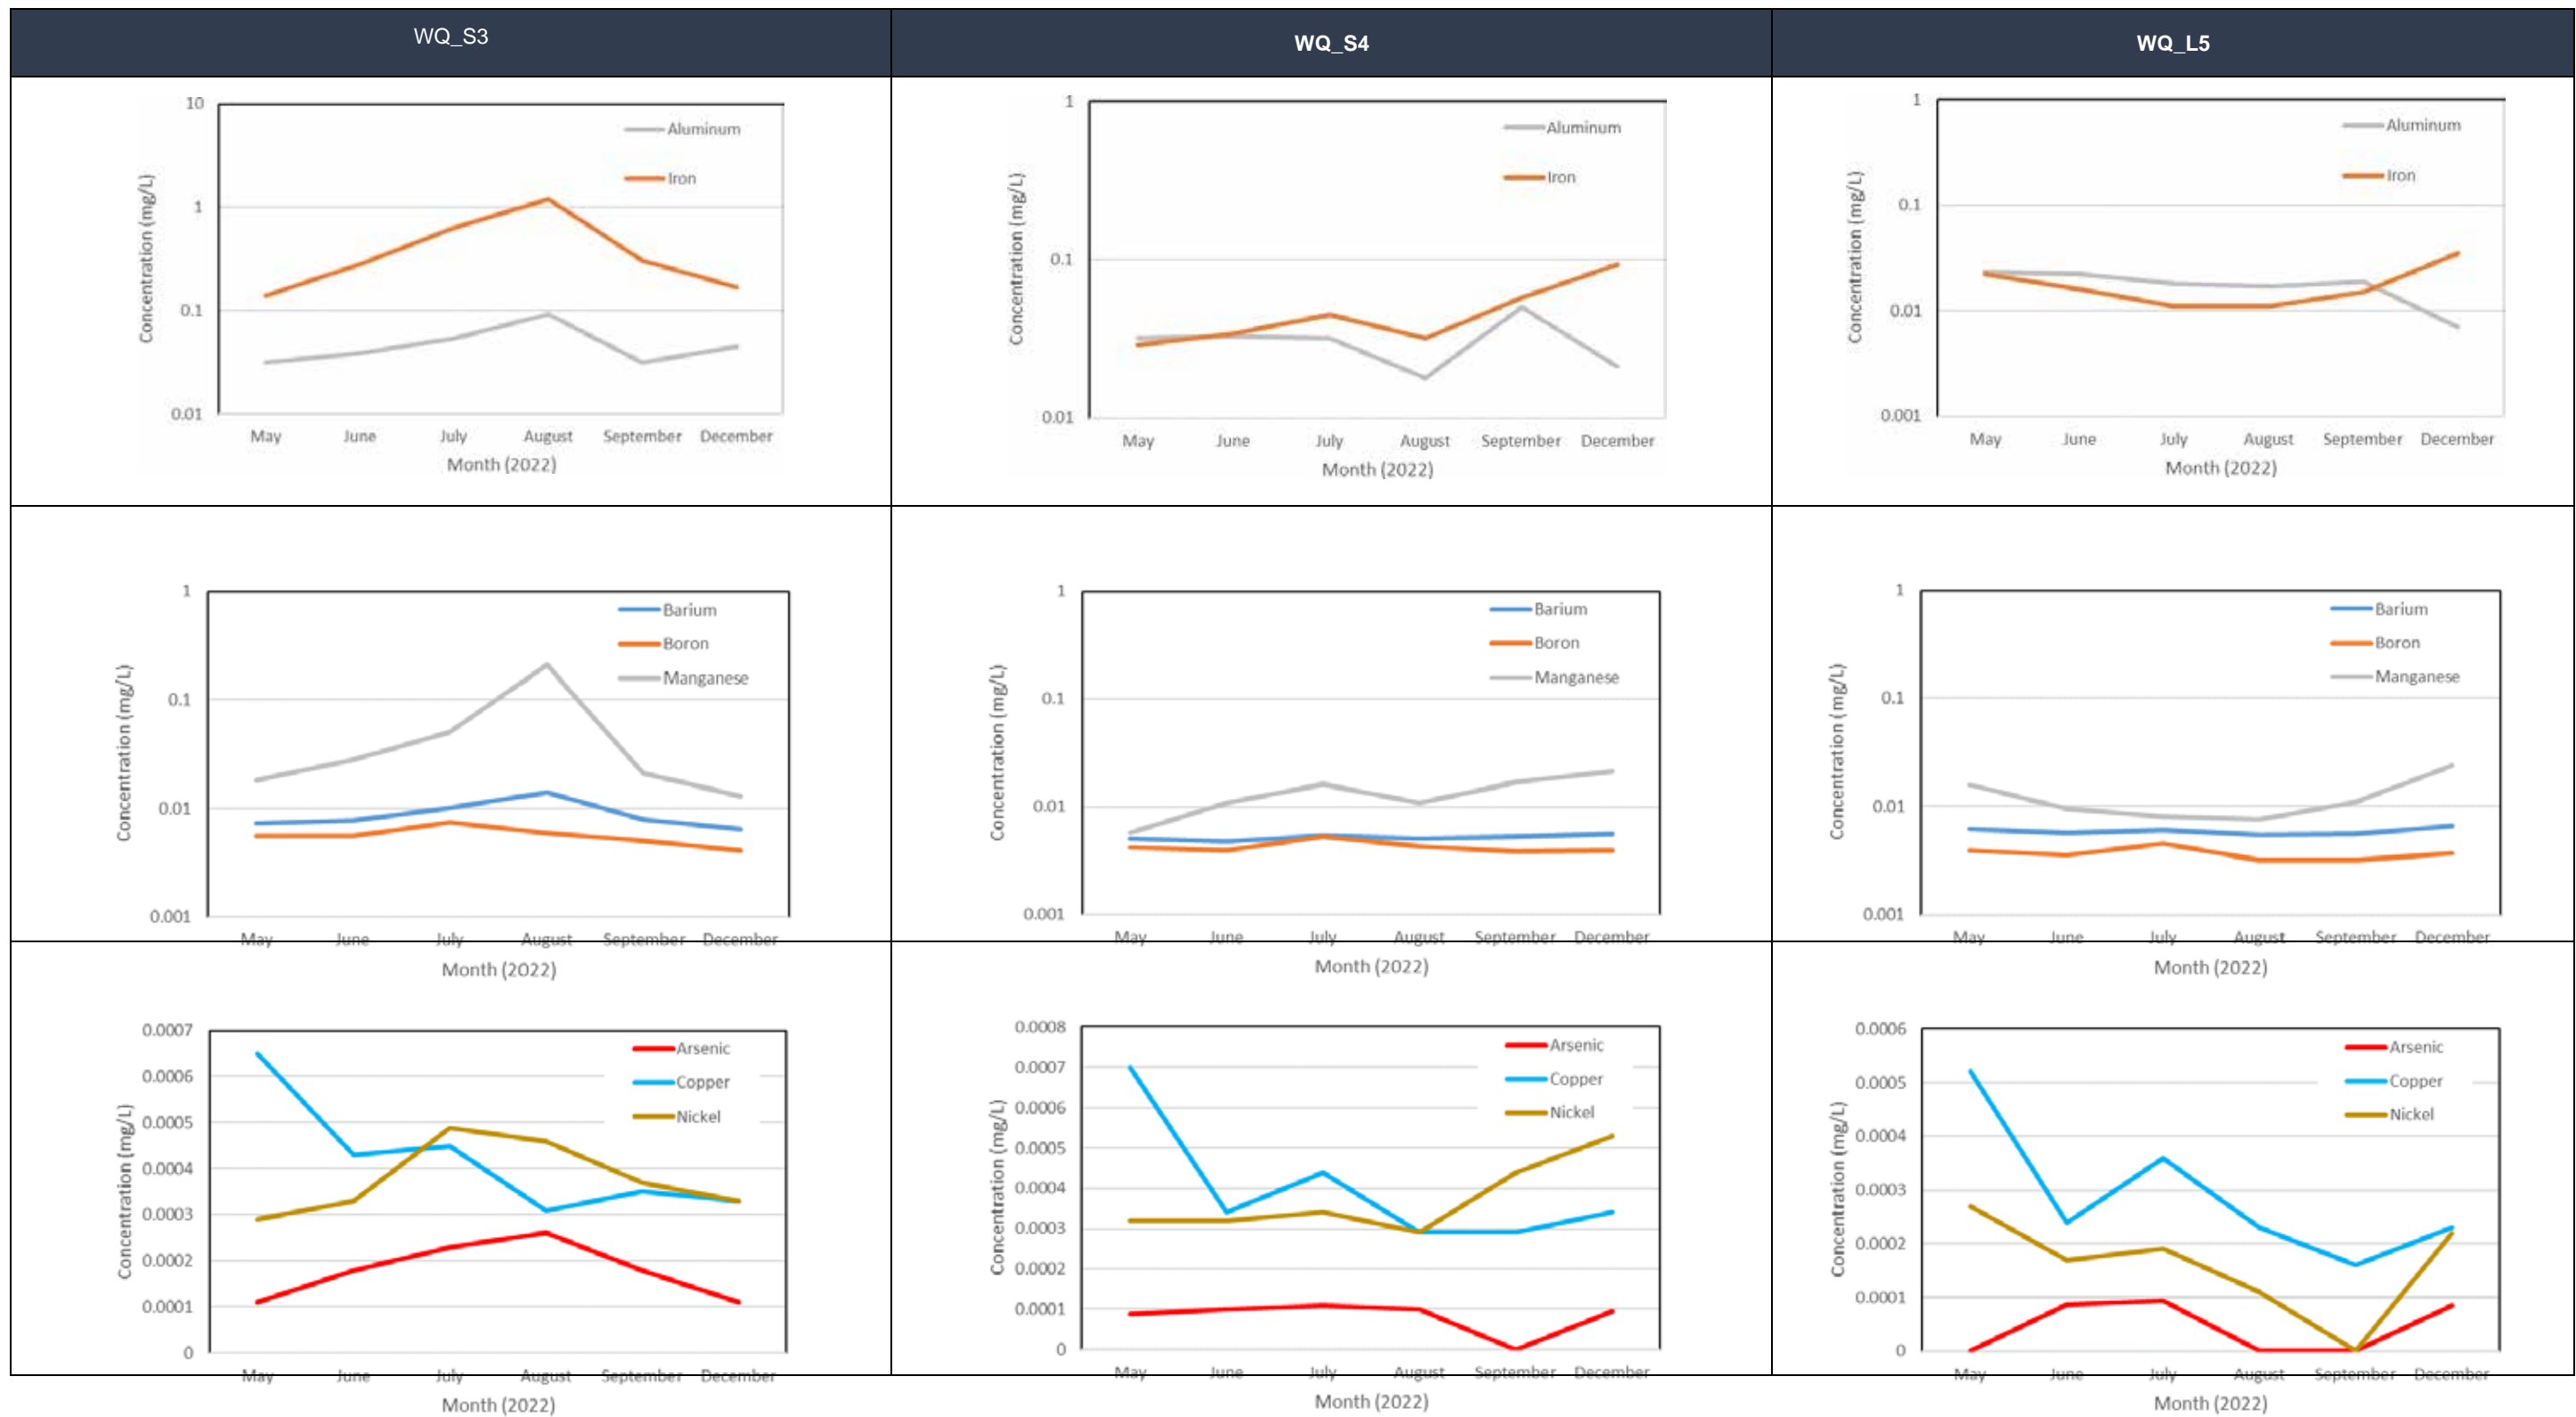 WQ_S3
WQ_S4
WQ_L5
10
1
0.1
0.01
Concentration (mg/L)
Aluminum
Iron
May June July August September December
Month (2022)
1
0.1
0.01
Concentration (mg/L)
Aluminum
Iron
May June July August September December
Month (2022)
1
0.1
0.01
0.001
Concentration (mg/L)
Aluminum
Iron
May June July August September December
Month (2022)
1
0.1
0.01
0.001
Concentration (mg/L)
Barium
Boron
Manganese
May June July August September December
Month (2022)
1
0.1
0.01
0.001
Concentration (mg/L)
Barium
Boron
Manganese
May June July August September December
Month (2022)
1
0.1
0.01
0.001
Concentration (mg/L)
Barium
Boron
Manganese
May June July August September December
Month (2022)
0.0007
0.0006
0.0005
0.0004
0.0003
0.0002
0.0001
0
Concentration (mg/L)
Arsenic
Copper
Nickel
May June July August September December
Month (2022)
0.0008
0.0007
0.0006
0.0005
0.0004
0.0003
0.0002
0.0001
0
Concentration (mg/L)
Arsenic
Copper
Nickel
May June July August September December
Month (2022)
0.0006
0.0005
0.0004
0.0003
0.0002
0.0001
0
Concentration (mg/L)
Arsenic
Copper
Nickel
May June July August September December
Month (2022)